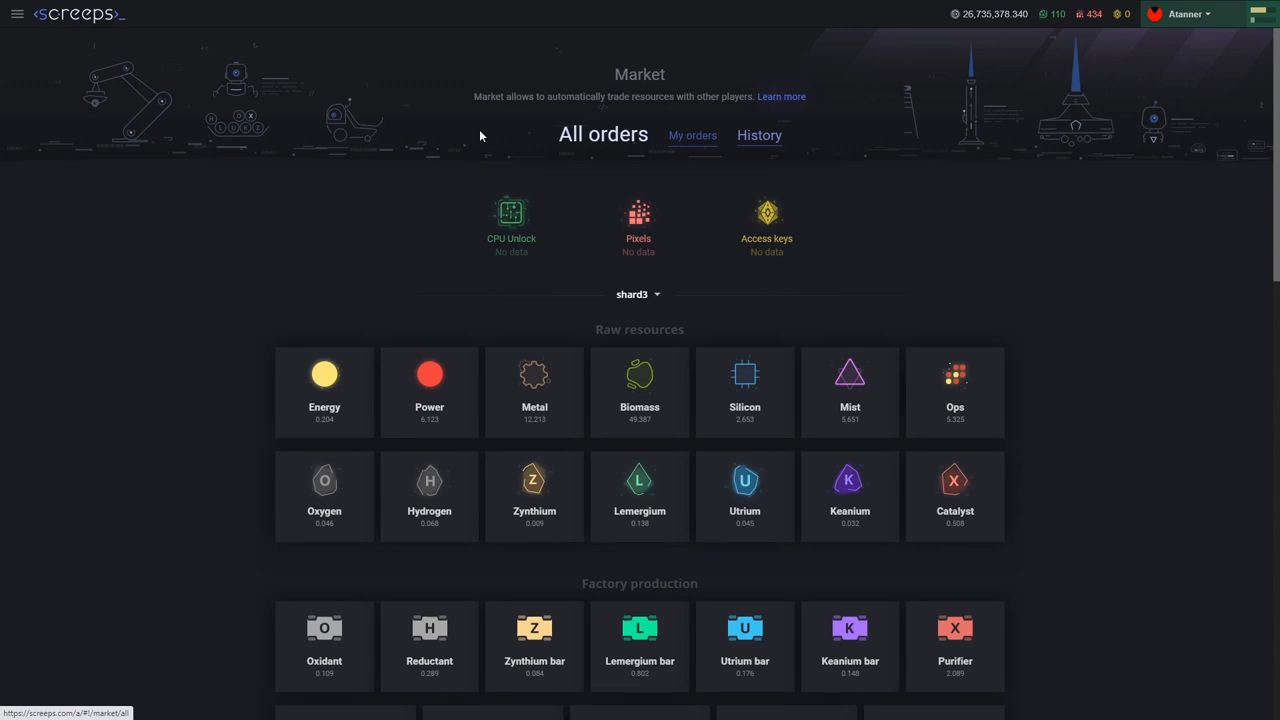 <screeps>_
26,735,378.340 110 434 0 Atanner
Market
Market allows to automatically trade resources with other players. Learn more
All orders My orders History
O X
H L U K Z
CPU Unlock Pixels Access keys
No data No data No data
shard3
Raw resources
Energy Power Metal Biomass Silicon Mist Ops
0.204 6.123 12.213 49.387 2.653 5.651 5.325
O H Z L U K X
Oxygen Hydrogen Zynthium Lemergium Utrium Keanium Catalyst
0.046 0.068 0.009 0.138 0.045 0.032 0.508
Factory production
O H Z L U K X
Oxidant Reductant Zynthium bar Lemergium bar Utrium bar Keanium bar Purifier
0.109 0.289 0.084 0.802 0.176 0.148 2.089
https://screeps.com/a/#!/market/all